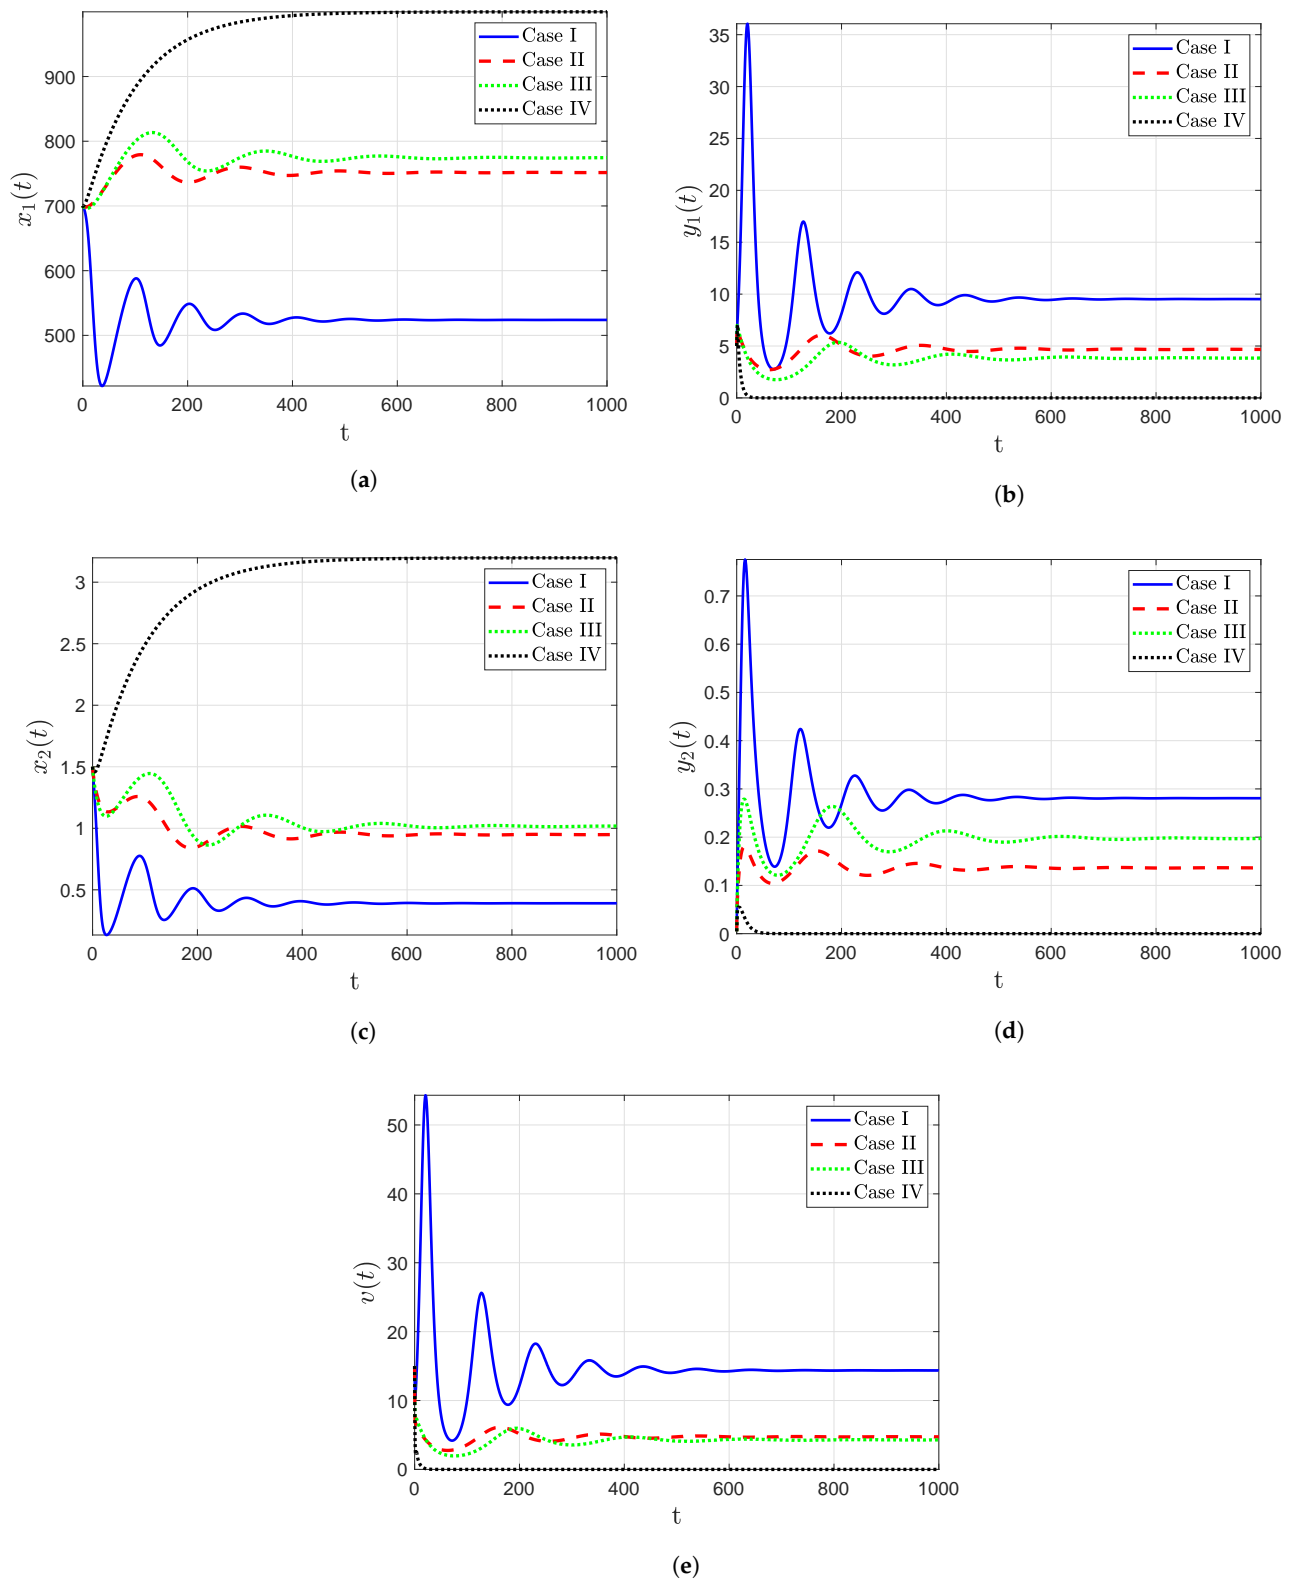 Case I
Case II
Case III
Case IV
900
800
700
600
500
0 200 400 600 800 1000
x₁(t)
t
(a)
Case I
Case II
Case III
Case IV
35
30
25
20
15
10
5
0
0 200 400 600 800 1000
y₁(t)
t
(b)
Case I
Case II
Case III
Case IV
3
2.5
2
1.5
1
0.5
0 200 400 600 800 1000
x₂(t)
t
(c)
Case I
Case II
Case III
Case IV
0.7
0.6
0.5
0.4
0.3
0.2
0.1
0
0 200 400 600 800 1000
y₂(t)
t
(d)
Case I
Case II
Case III
Case IV
50
40
30
20
10
0
0 200 400 600 800 1000
v(t)
t
(e)